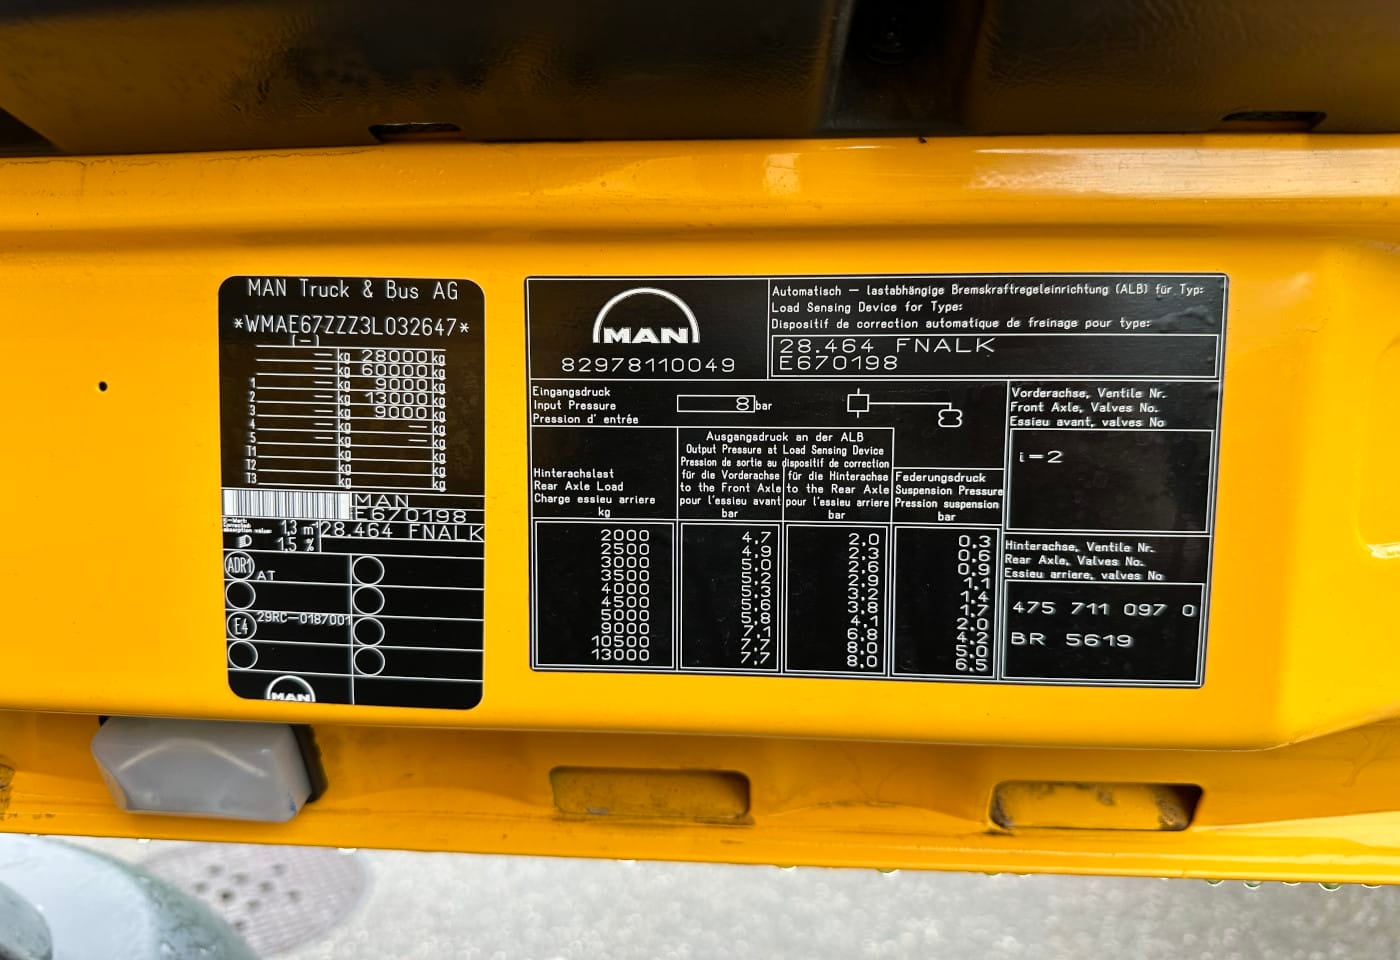 MAN Truck & Bus AG
*WMAE67ZZZ3L032647*
(-)
— kg 28000 kg
— kg 60000 kg
1 — kg 9000 kg
2 — kg 13000 kg
3 — kg 9000 kg
4 — kg — kg
5 — kg — kg
T1 kg kg
T2 kg kg
T3 kg kg
MAN
E670198
28.464 FNALK
1,3 m⁻¹
1,5 %
ADR1 AT
E4 29RC-0187001
MAN
MAN
82978110049
Automatisch — lastabhängige Bremskraftregeleinrichtung (ALB) für Typ:
Load Sensing Device for Type:
Dispositif de correction automatique de freinage pour type:
28.464 FNALK
E670198
Eingangsdruck
Input Pressure
Pression d' entrée
8 bar
Hinterachslast
Rear Axle Load
Charge essieu arriere
kg
Ausgangsdruck an der ALB
Output Pressure at Load Sensing Device
Pression de sortie au dispositif de correction
für die Vorderachse für die Hinterachse
to the Front Axle to the Rear Axle
pour l'essieu avant pour l'essieu arriere
bar bar
Federungsdruck
Suspension Pressure
Pression suspension
bar
2000 4,7 2,0 0,3
2500 4,9 2,3 0,6
3000 5,0 2,6 0,9
3500 5,2 2,9 1,1
4000 5,3 3,2 1,4
4500 5,6 3,8 1,7
5000 5,8 4,1 2,0
9000 7,1 6,8 4,2
10500 7,7 8,0 5,0
13000 7,7 8,0 6,5
Vorderachse, Ventile Nr.
Front Axle, Valves No.
Essieu avant, valves No
i=2
Hinterachse, Ventile Nr.
Rear Axle, Valves No.
Essieu arriere, valves No
475 711 097 0
BR 5619